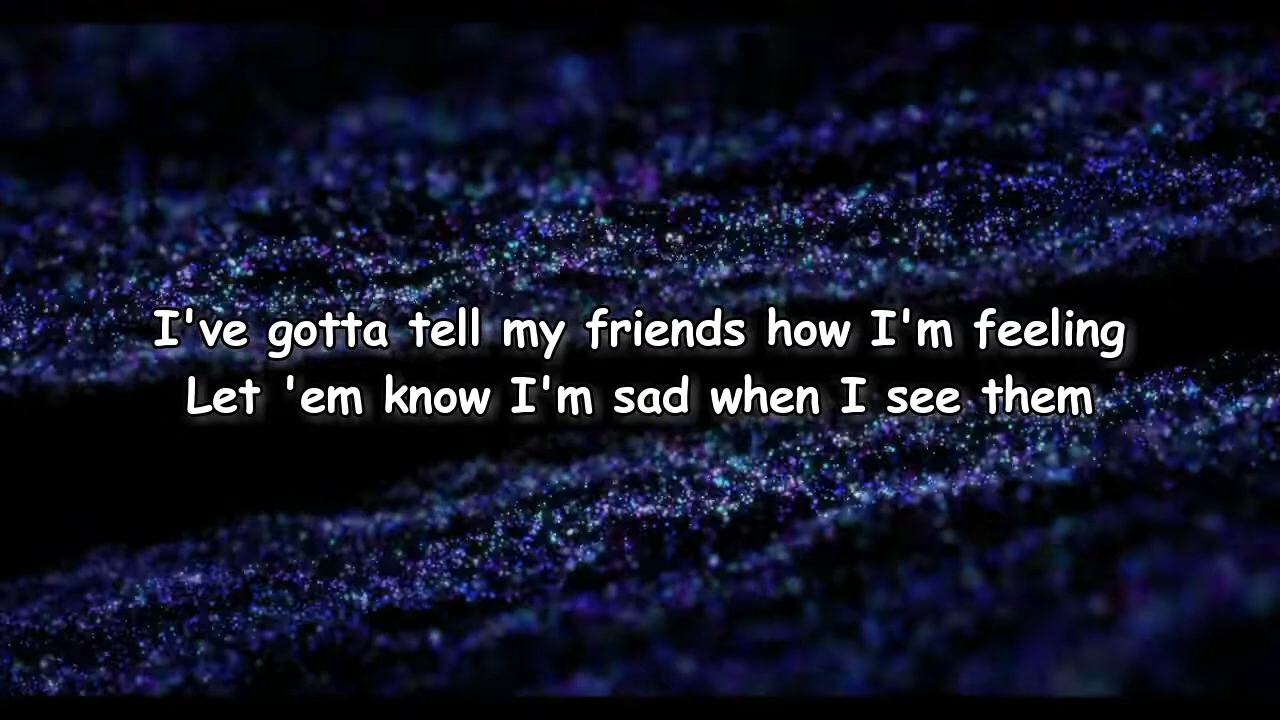 I've gotta tell my friends how I'm feeling
Let 'em know I'm sad when I see them